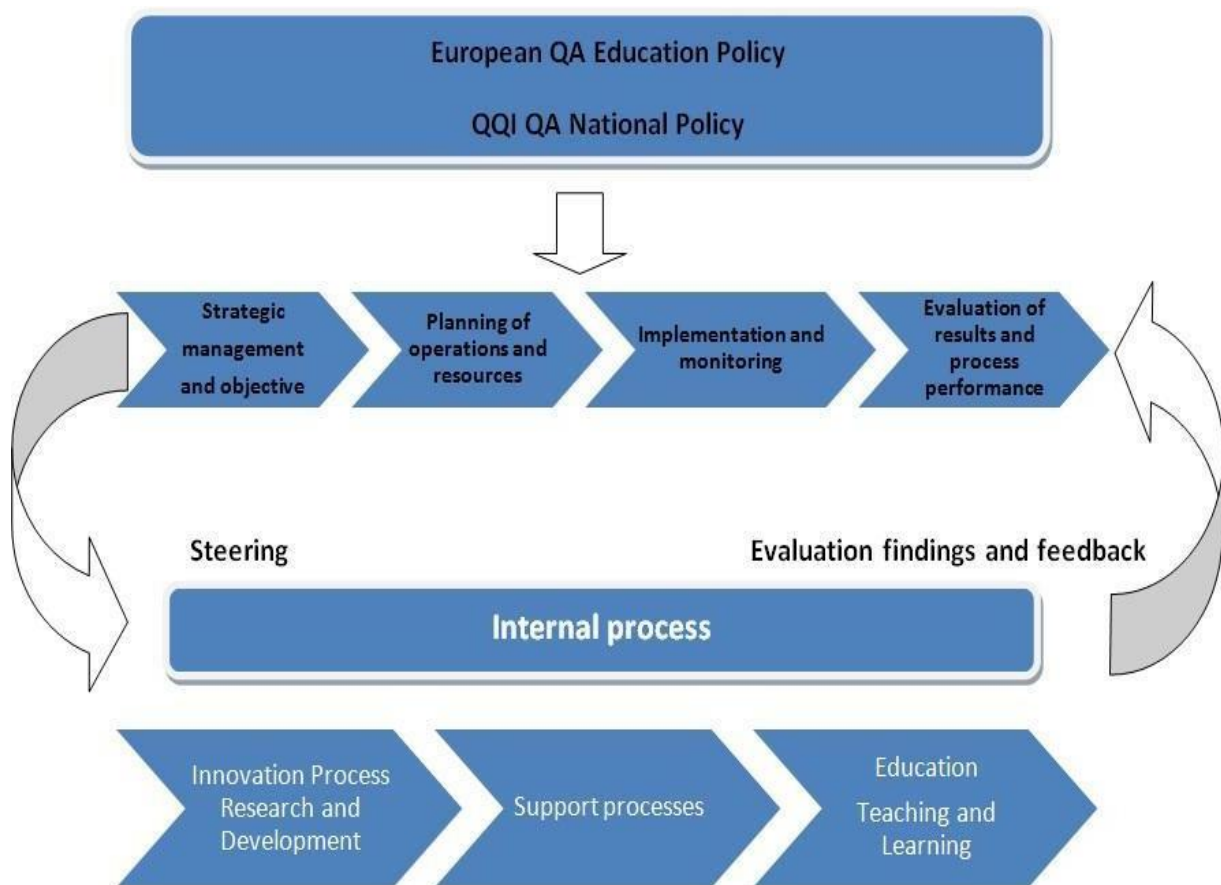 European QA Education Policy
QQI QA National Policy
Strategic
management
and objective
Planning of
operations and
resources
Implementation and
monitoring
Evaluation of
results and
process
performance
Steering
Evaluation findings and feedback
Internal process
Innovation Process
Research and
Development
Support processes
Education
Teaching and
Learning